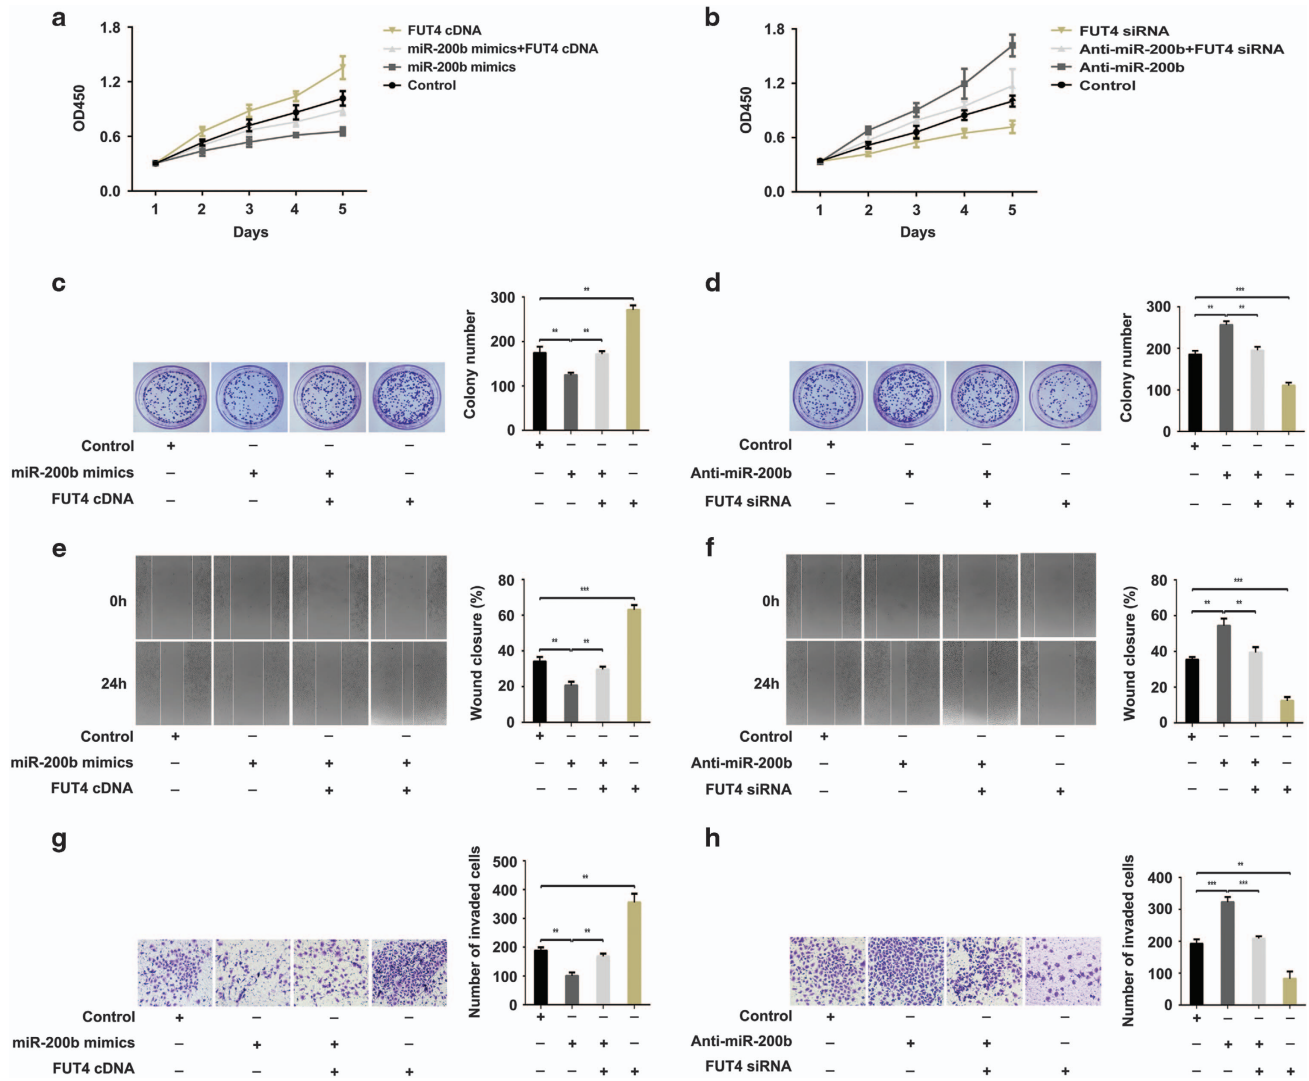 a
1.8
1.2
0.6
0.0
OD450
1 2 3 4 5
Days
FUT4 cDNA
miR-200b mimics+FUT4 cDNA
miR-200b mimics
Control
b
1.8
1.2
0.6
0.0
OD450
1 2 3 4 5
Days
FUT4 siRNA
Anti-miR-200b+FUT4 siRNA
Anti-miR-200b
Control
c
Colony number
300
200
100
0
** ** **
Control + – – – + – – –
miR-200b mimics – + + – – + + –
FUT4 cDNA – – + + – – + +
d
Colony number
300
200
100
0
*** ** **
Control + – – – + – – –
Anti-miR-200b – + + – – + + –
FUT4 siRNA – – + + – – + +
e
0h
24h
Wound closure (%)
80
60
40
20
0
*** ** **
Control + – – – + – – –
miR-200b mimics – + + + – + + –
FUT4 cDNA – – + + – – + +
f
0h
24h
Wound closure (%)
80
60
40
20
0
*** ** **
Control + – – – + – – –
Anti-miR-200b – + + – – + + –
FUT4 siRNA – – + + – – + +
g
Number of invaded cells
500
400
300
200
100
0
** ** **
Control + – – – + – – –
miR-200b mimics – + + – – + + –
FUT4 cDNA – – + + – – + +
h
Number of invaded cells
400
300
200
100
0
** *** ***
Control + – – – + – – –
Anti-miR-200b – + + – – + + –
FUT4 siRNA – – + + – – + +